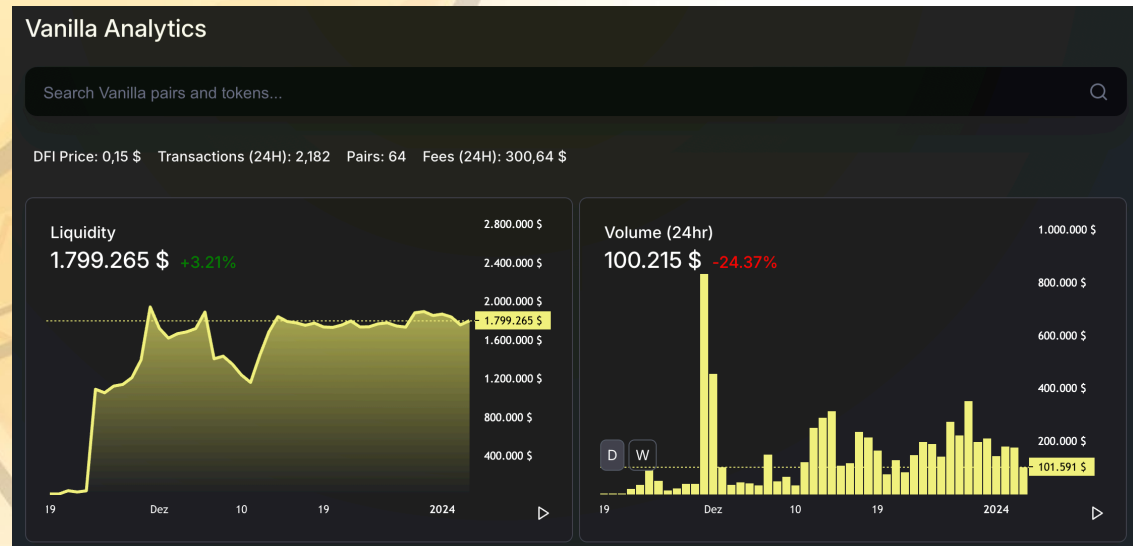 Vanilla Analytics
Search Vanilla pairs and tokens...
DFI Price: 0,15 $ Transactions (24H): 2,182 Pairs: 64 Fees (24H): 300,64 $
Liquidity
1.799.265 $ +3.21%
2.800.000 $
2.400.000 $
2.000.000 $
1.799.265 $
1.600.000 $
1.200.000 $
800.000 $
400.000 $
19 Dez 10 19 2024
Volume (24hr)
100.215 $ -24.37%
1.000.000 $
800.000 $
600.000 $
400.000 $
200.000 $
101.591 $
D W
19 Dez 10 19 2024